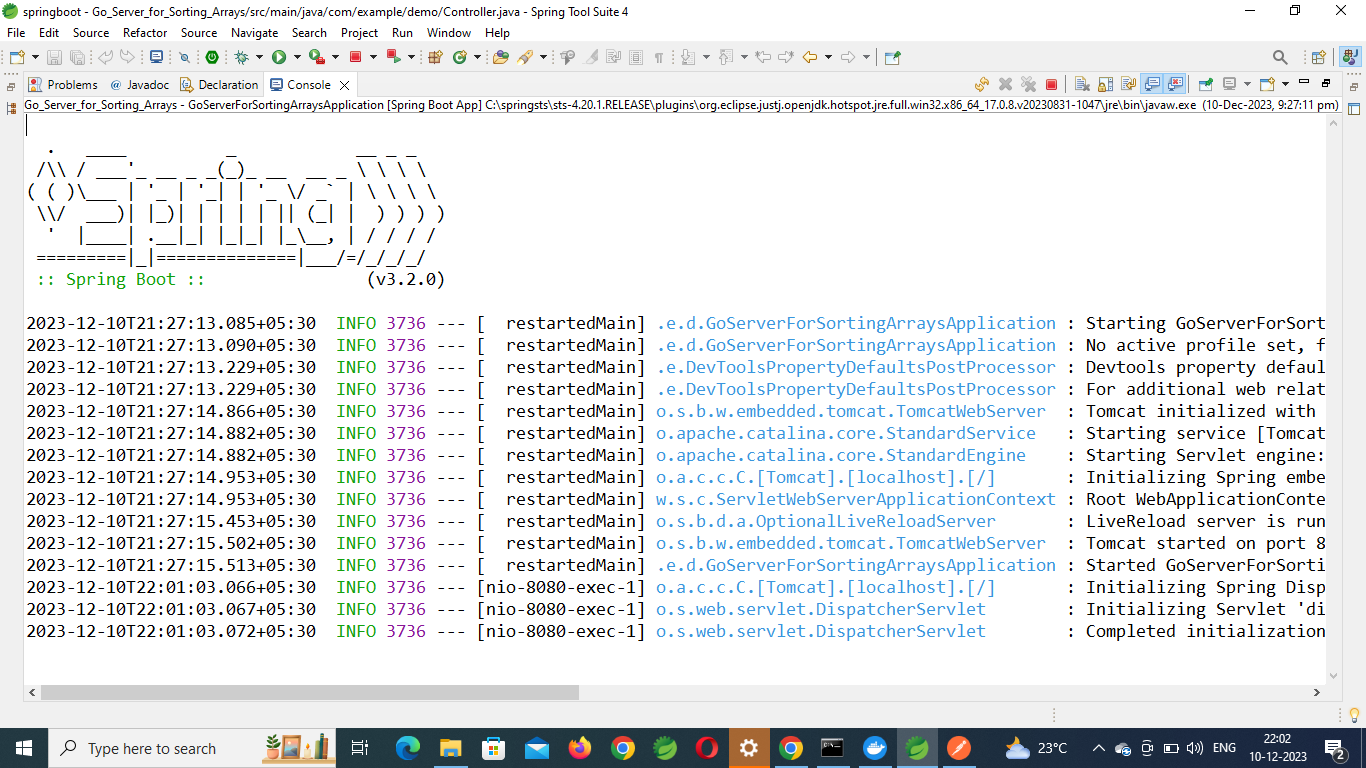 springboot - Go_Server_for_Sorting_Arrays/src/main/java/com/example/demo/Controller.java - Spring Tool Suite 4
File Edit Source Refactor Source Navigate Search Project Run Window Help
Problems @ Javadoc Declaration Console
Go_Server_for_Sorting_Arrays - GoServerForSortingArraysApplication [Spring Boot App] C:\springsts\sts-4.20.1.RELEASE\plugins\org.eclipse.justj.openjdk.hotspot.jre.full.win32.x86_64_17.0.8.v20230831-1047\jre\bin\javaw.exe (10-Dec-2023, 9:27:11 pm)
  .   ____          _            __ _ _
 /\\ / ___'_ __ _ _(_)_ __  __ _ \ \ \ \
( ( )\___ | '_ | '_| | '_ \/ _` | \ \ \ \
 \\/  ___)| |_)| | | | | || (_| |  ) ) ) )
  '  |____| .__|_| |_|_| |_\__, | / / / /
 =========|_|==============|___/=/_/_/_/
 :: Spring Boot ::                (v3.2.0)
2023-12-10T21:27:13.085+05:30  INFO 3736 --- [  restartedMain] .e.d.GoServerForSortingArraysApplication : Starting GoServerForSort
2023-12-10T21:27:13.090+05:30  INFO 3736 --- [  restartedMain] .e.d.GoServerForSortingArraysApplication : No active profile set, f
2023-12-10T21:27:13.229+05:30  INFO 3736 --- [  restartedMain] .e.DevToolsPropertyDefaultsPostProcessor : Devtools property defaul
2023-12-10T21:27:13.229+05:30  INFO 3736 --- [  restartedMain] .e.DevToolsPropertyDefaultsPostProcessor : For additional web relat
2023-12-10T21:27:14.866+05:30  INFO 3736 --- [  restartedMain] o.s.b.w.embedded.tomcat.TomcatWebServer  : Tomcat initialized with
2023-12-10T21:27:14.882+05:30  INFO 3736 --- [  restartedMain] o.apache.catalina.core.StandardService   : Starting service [Tomcat
2023-12-10T21:27:14.882+05:30  INFO 3736 --- [  restartedMain] o.apache.catalina.core.StandardEngine    : Starting Servlet engine:
2023-12-10T21:27:14.953+05:30  INFO 3736 --- [  restartedMain] o.a.c.c.C.[Tomcat].[localhost].[/]       : Initializing Spring embe
2023-12-10T21:27:14.953+05:30  INFO 3736 --- [  restartedMain] w.s.c.ServletWebServerApplicationContext : Root WebApplicationConte
2023-12-10T21:27:15.453+05:30  INFO 3736 --- [  restartedMain] o.s.b.d.a.OptionalLiveReloadServer       : LiveReload server is run
2023-12-10T21:27:15.502+05:30  INFO 3736 --- [  restartedMain] o.s.b.w.embedded.tomcat.TomcatWebServer  : Tomcat started on port 8
2023-12-10T21:27:15.513+05:30  INFO 3736 --- [  restartedMain] .e.d.GoServerForSortingArraysApplication : Started GoServerForSorti
2023-12-10T22:01:03.066+05:30  INFO 3736 --- [nio-8080-exec-1] o.a.c.c.C.[Tomcat].[localhost].[/]       : Initializing Spring Disp
2023-12-10T22:01:03.067+05:30  INFO 3736 --- [nio-8080-exec-1] o.s.web.servlet.DispatcherServlet        : Initializing Servlet 'di
2023-12-10T22:01:03.072+05:30  INFO 3736 --- [nio-8080-exec-1] o.s.web.servlet.DispatcherServlet        : Completed initialization
Type here to search
23°C
ENG
22:02
10-12-2023
2